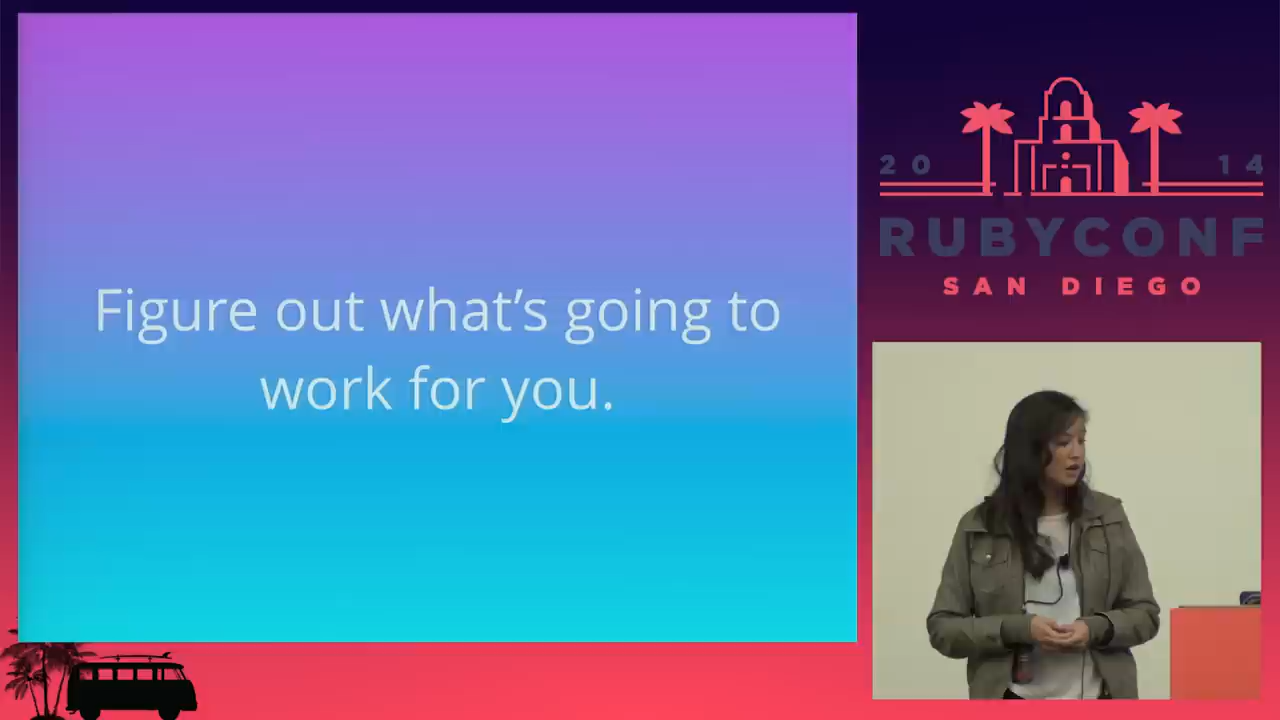 Figure out what's going to
work for you.
20 14
RUBYCONF
SAN DIEGO